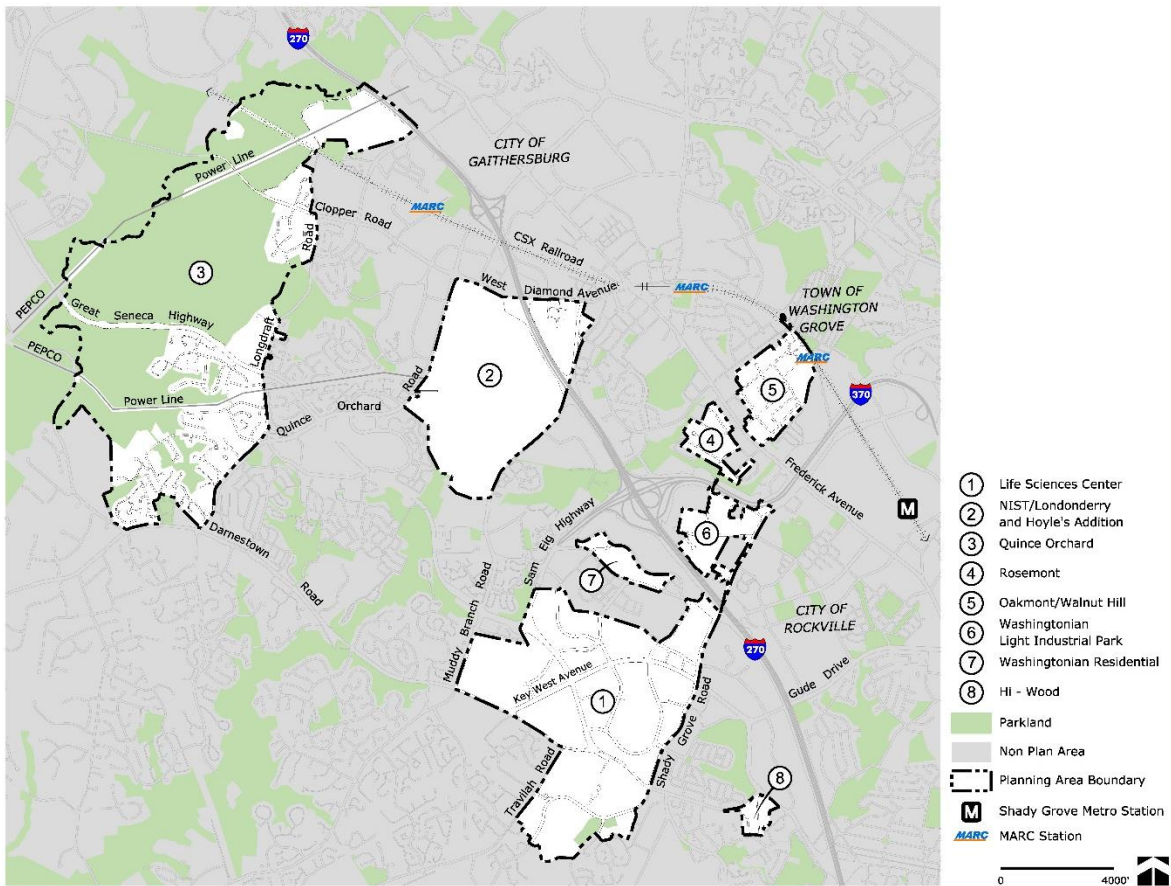 270
CITY OF
GAITHERSBURG
Power Line
Clopper Road
MARC
Road
CSX Railroad
West Diamond Avenue
MARC
TOWN OF
WASHINGTON
GROVE
MARC
3
PEPCO
Great Seneca Highway
PEPCO
Longdraft
2
Road
5
370
Power Line
Quince Orchard
4
Frederick Avenue
M
Darnestown
Road
Sam Eig Highway
6
7
Muddy Branch Road
CITY OF
ROCKVILLE
270
Gude Drive
Key West Avenue
1
Shady Grove Road
Travilah Road
8
1 Life Sciences Center
2 NIST/Londonderry
and Hoyle's Addition
3 Quince Orchard
4 Rosemont
5 Oakmont/Walnut Hill
6 Washingtonian
Light Industrial Park
7 Washingtonian Residential
8 Hi - Wood
Parkland
Non Plan Area
Planning Area Boundary
M Shady Grove Metro Station
MARC MARC Station
0 4000'